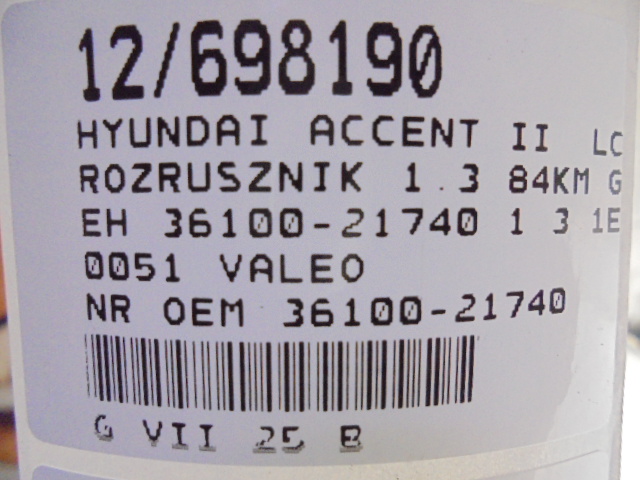 12/698190
HYUNDAI ACCENT II LC
ROZRUSZNIK 1.3 84KM G
EH 36100-21740 1 3 1E
0051 VALEO
NR OEM 36100-21740
G VII 25 B